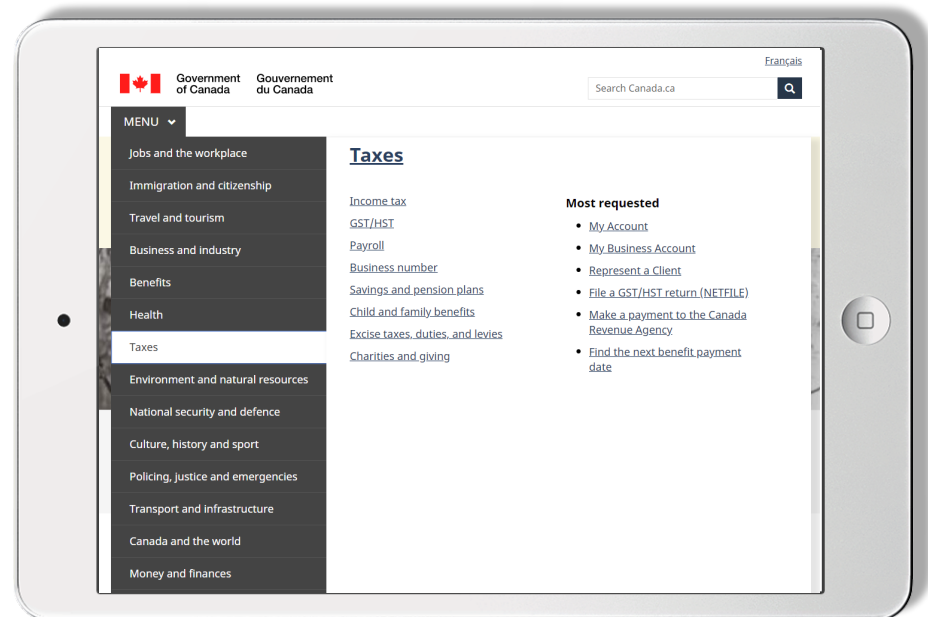 Français
Government
of Canada
Gouvernement
du Canada
Search Canada.ca
MENU
Jobs and the workplace
Immigration and citizenship
Travel and tourism
Business and industry
Benefits
Health
Taxes
Environment and natural resources
National security and defence
Culture, history and sport
Policing, justice and emergencies
Transport and infrastructure
Canada and the world
Money and finances
Taxes
Income tax
GST/HST
Payroll
Business number
Savings and pension plans
Child and family benefits
Excise taxes, duties, and levies
Charities and giving
Most requested
My Account
My Business Account
Represent a Client
File a GST/HST return (NETFILE)
Make a payment to the Canada
Revenue Agency
Find the next benefit payment
date